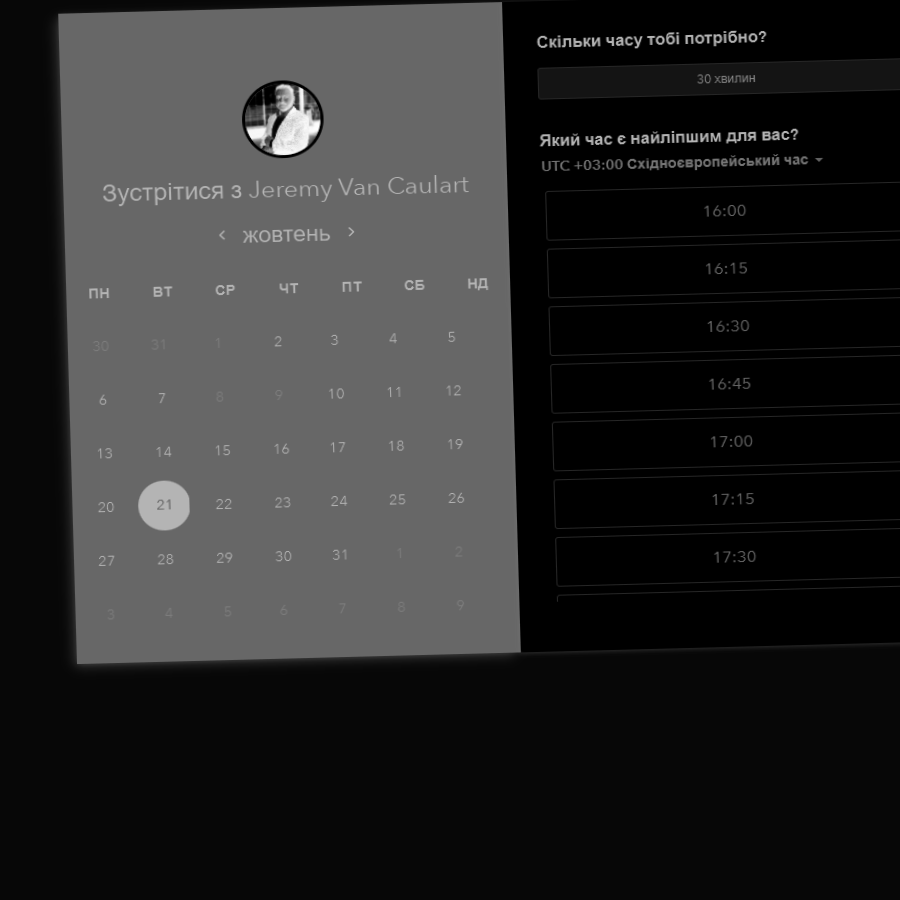 Зустрітися з Jeremy Van Caulart
жовтень
ПН ВТ СР ЧТ ПТ СБ НД
30 31 1 2 3 4 5
6 7 8 9 10 11 12
13 14 15 16 17 18 19
20 21 22 23 24 25 26
27 28 29 30 31 1 2
3 4 5 6 7 8 9
Скільки часу тобі потрібно?
30 хвилин
Який час є найліпшим для вас?
UTC +03:00 Східноєвропейський час
16:00
16:15
16:30
16:45
17:00
17:15
17:30